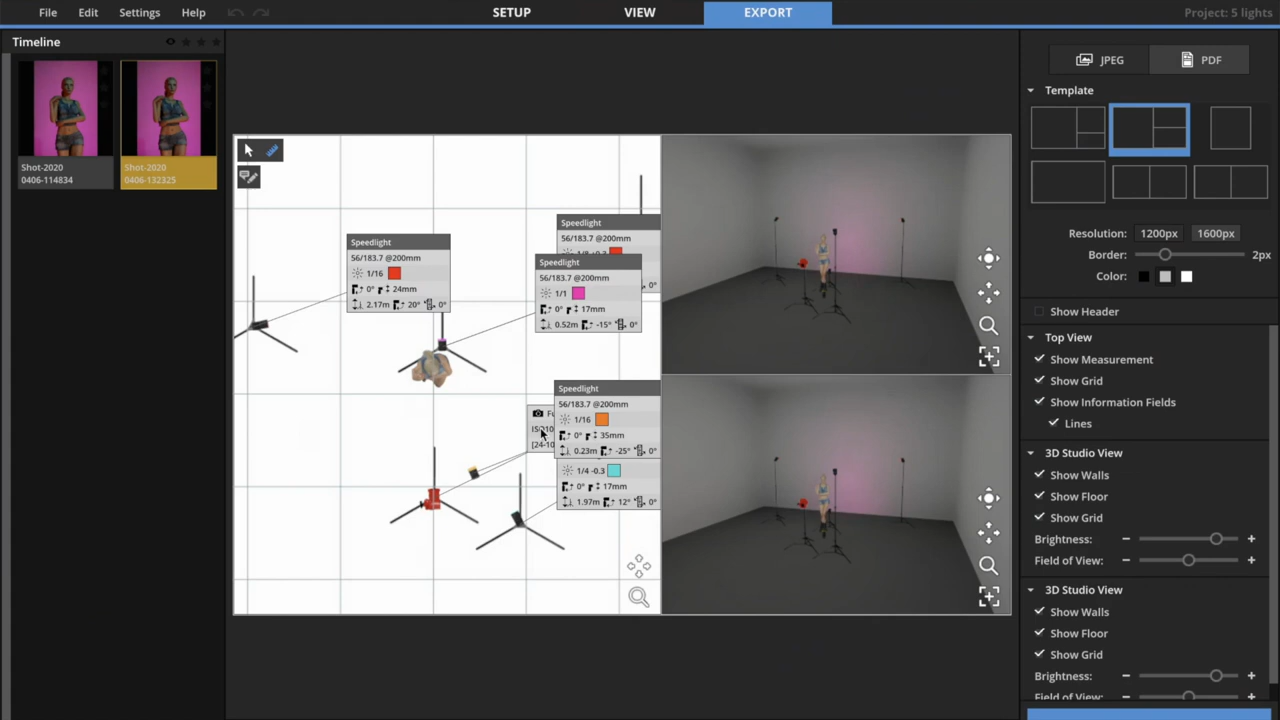 File Edit Settings Help
SETUP VIEW EXPORT
Project: 5 lights
Timeline
Shot-2020
0406-114834
Shot-2020
0406-132325
Speedlight
56/183.7 @200mm
1/16
0° 24mm
2.17m 20° 0°
Speedlight
56/183.7 @200mm
Speedlight
56/183.7 @200mm
1/1
0° 17mm
0.52m -15° 0°
Speedlight
56/183.7 @200mm
1/16
0° 35mm
0.23m -25° 0°
1/4 -0.3
0° 17mm
1.97m 12° 0°
JPEG PDF
Template
Resolution: 1200px 1600px
Border: 2px
Color:
Show Header
Top View
Show Measurement
Show Grid
Show Information Fields
Lines
3D Studio View
Show Walls
Show Floor
Show Grid
Brightness:
Field of View:
3D Studio View
Show Walls
Show Floor
Show Grid
Brightness:
Field of View: